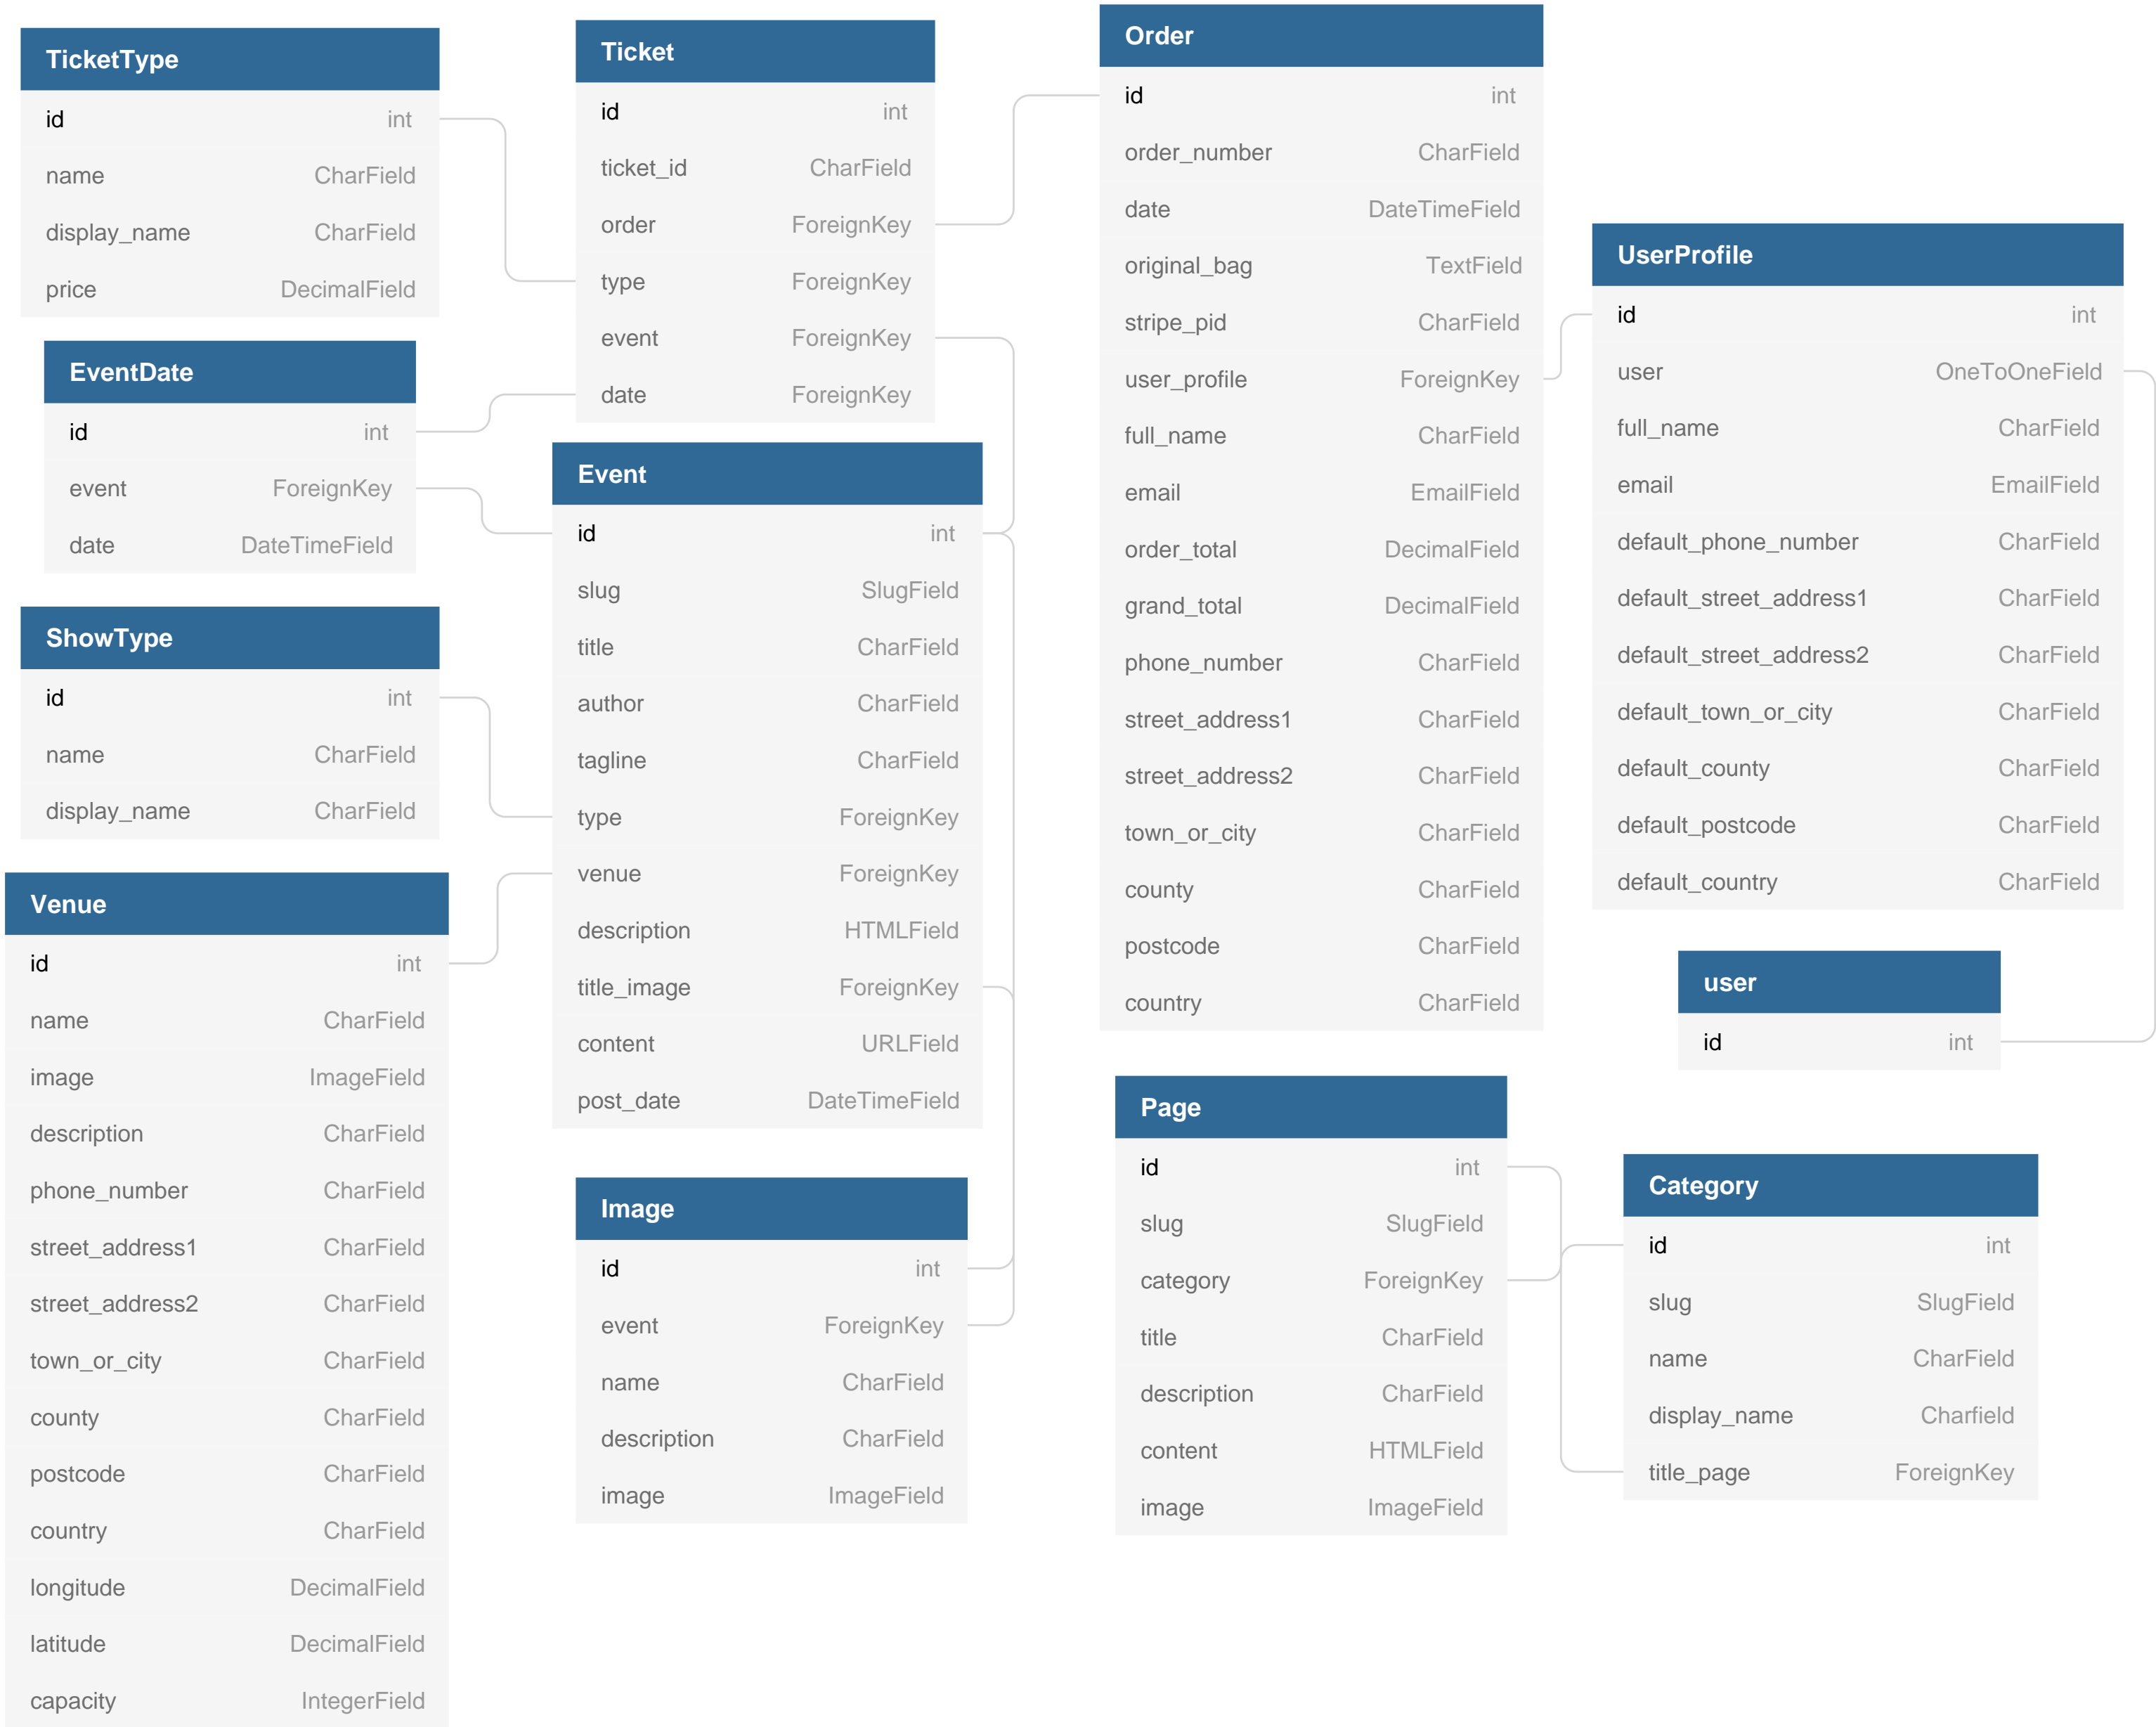 TicketType
id int
name CharField
display_name CharField
price DecimalField
EventDate
id int
event ForeignKey
date DateTimeField
ShowType
id int
name CharField
display_name CharField
Venue
id int
name CharField
image ImageField
description CharField
phone_number CharField
street_address1 CharField
street_address2 CharField
town_or_city CharField
county CharField
postcode CharField
country CharField
longitude DecimalField
latitude DecimalField
capacity IntegerField
Ticket
id int
ticket_id CharField
order ForeignKey
type ForeignKey
event ForeignKey
date ForeignKey
Event
id int
slug SlugField
title CharField
author CharField
tagline CharField
type ForeignKey
venue ForeignKey
description HTMLField
title_image ForeignKey
content URLField
post_date DateTimeField
Image
id int
event ForeignKey
name CharField
description CharField
image ImageField
Order
id int
order_number CharField
date DateTimeField
original_bag TextField
stripe_pid CharField
user_profile ForeignKey
full_name CharField
email EmailField
order_total DecimalField
grand_total DecimalField
phone_number CharField
street_address1 CharField
street_address2 CharField
town_or_city CharField
county CharField
postcode CharField
country CharField
Page
id int
slug SlugField
category ForeignKey
title CharField
description CharField
content HTMLField
image ImageField
UserProfile
id int
user OneToOneField
full_name CharField
email EmailField
default_phone_number CharField
default_street_address1 CharField
default_street_address2 CharField
default_town_or_city CharField
default_county CharField
default_postcode CharField
default_country CharField
user
id int
Category
id int
slug SlugField
name CharField
display_name Charfield
title_page ForeignKey